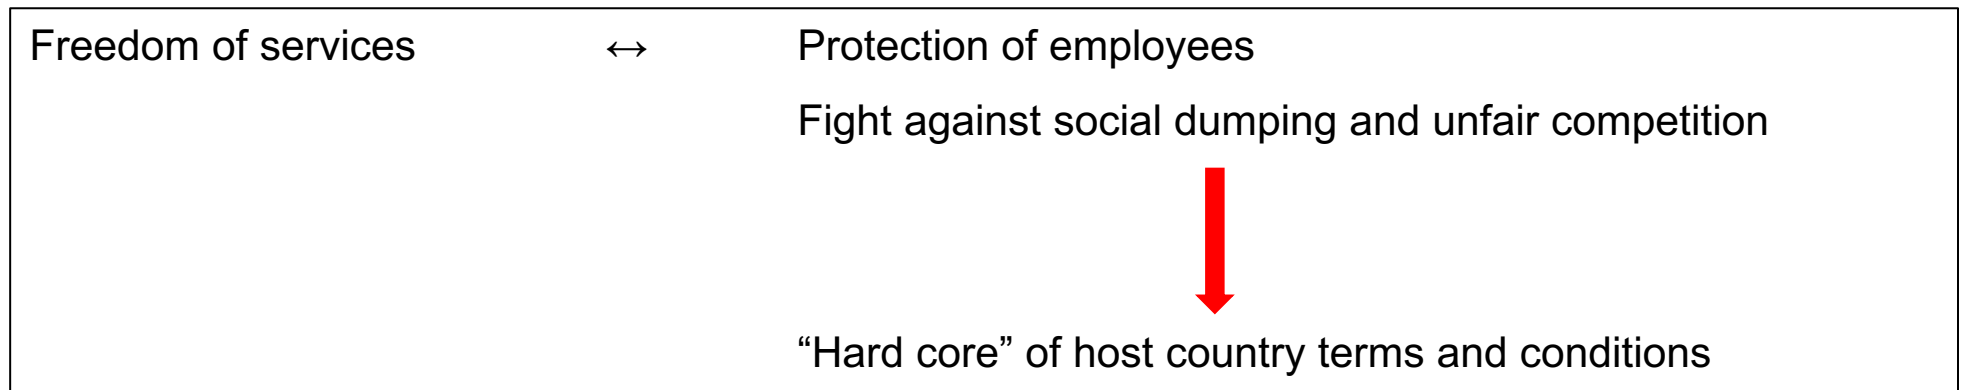 Freedom of services ↔ Protection of employees
Fight against social dumping and unfair competition
“Hard core” of host country terms and conditions